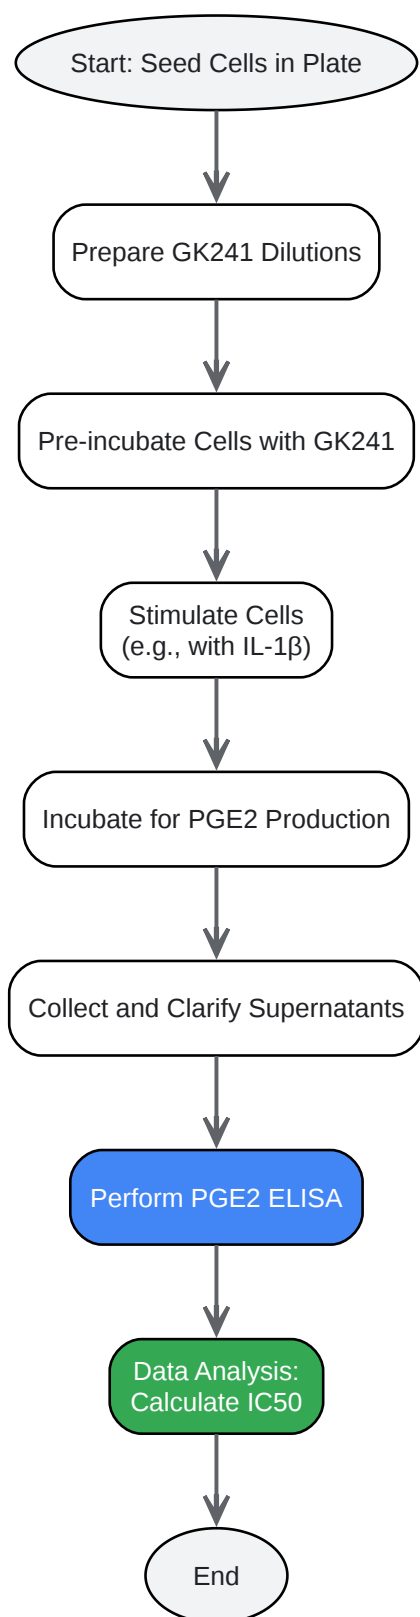 Start: Seed Cells in Plate
Prepare GK241 Dilutions
Pre-incubate Cells with GK241
Stimulate Cells
(e.g., with IL-1β)
Incubate for PGE2 Production
Collect and Clarify Supernatants
Perform PGE2 ELISA
Data Analysis:
Calculate IC50
End